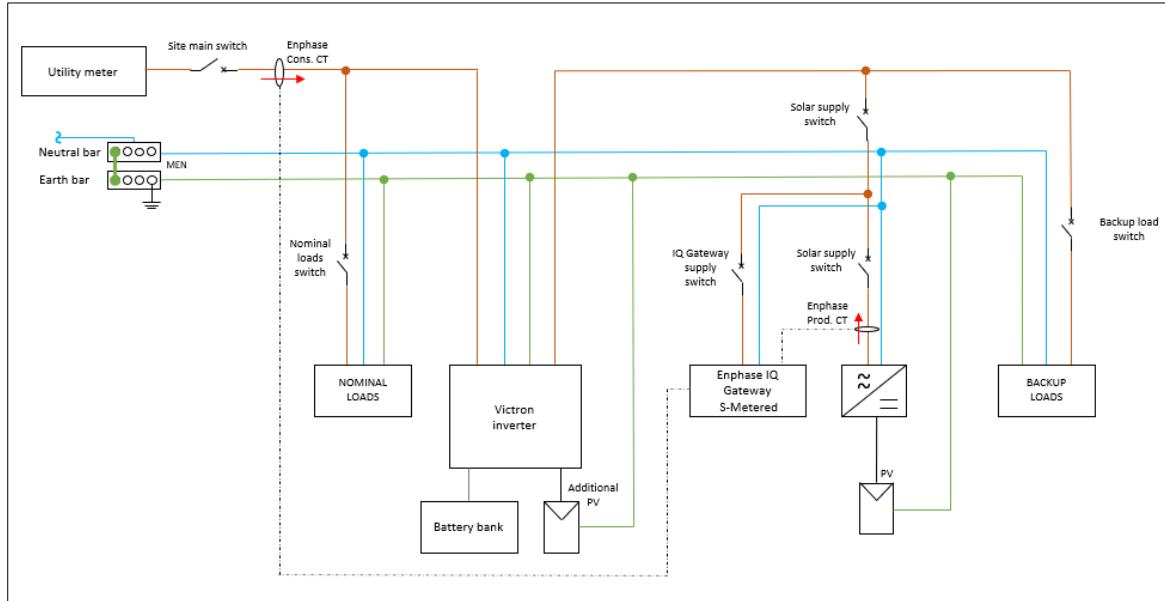 Site main switch
Enphase
Cons. CT
Utility meter
Solar supply
switch
Neutral bar
MEN
Earth bar
Nominal
loads
switch
IQ Gateway
supply
switch
Solar supply
switch
Backup load
switch
Enphase
Prod. CT
NOMINAL
LOADS
Victron
inverter
Enphase IQ
Gateway
S-Metered
BACKUP
LOADS
Additional
PV
PV
Battery bank